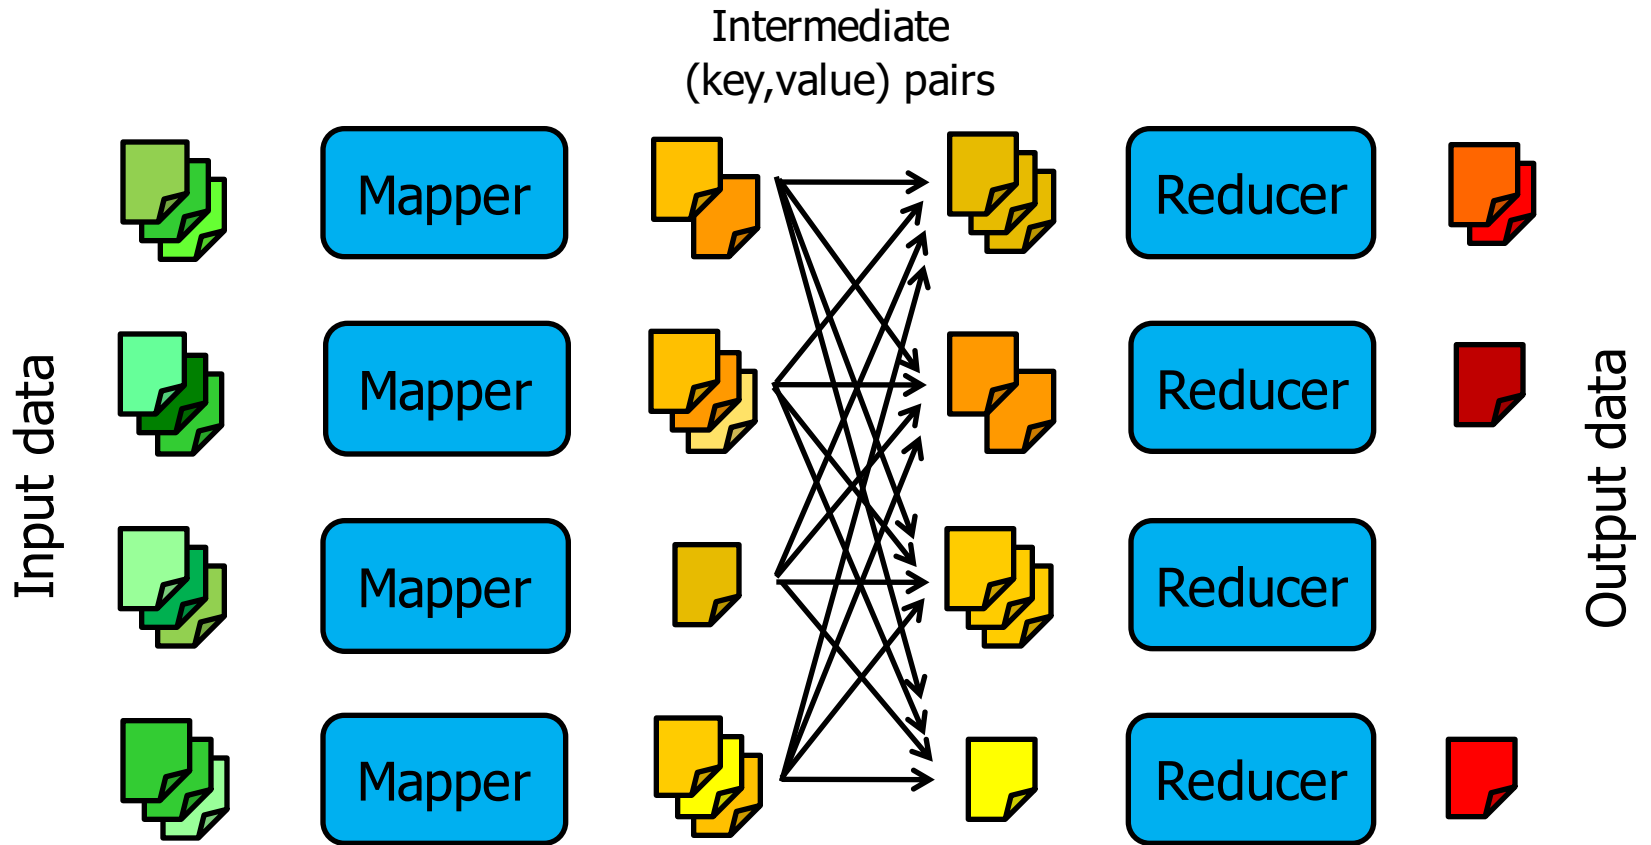 Intermediate
(key,value) pairs
Input data
Mapper
Reducer
Mapper
Reducer
Mapper
Reducer
Mapper
Reducer
Output data